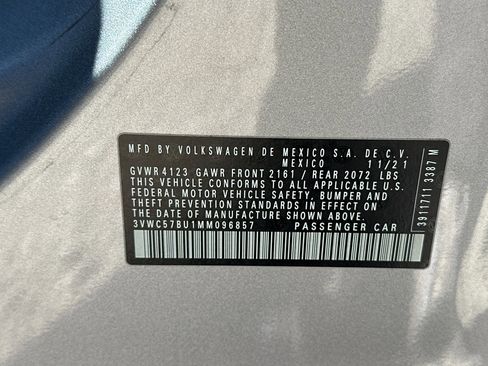 MFD BY VOLKSWAGEN DE MEXICO S.A. DE C.V.
MEXICO 11/21
GVWR 4123 GAWR FRONT 2161 / REAR 2072 LBS
THIS VEHICLE CONFORMS TO ALL APPLICABLE
FEDERAL MOTOR VEHICLE SAFETY, BUMPER AND
THEFT PREVENTION STANDARDS IN EFFECT ON THE
DATE OF MANUFACTURE SHOWN ABOVE.
3VWC57BU1MM096857 PASSENGER CAR
3911711 3387 M